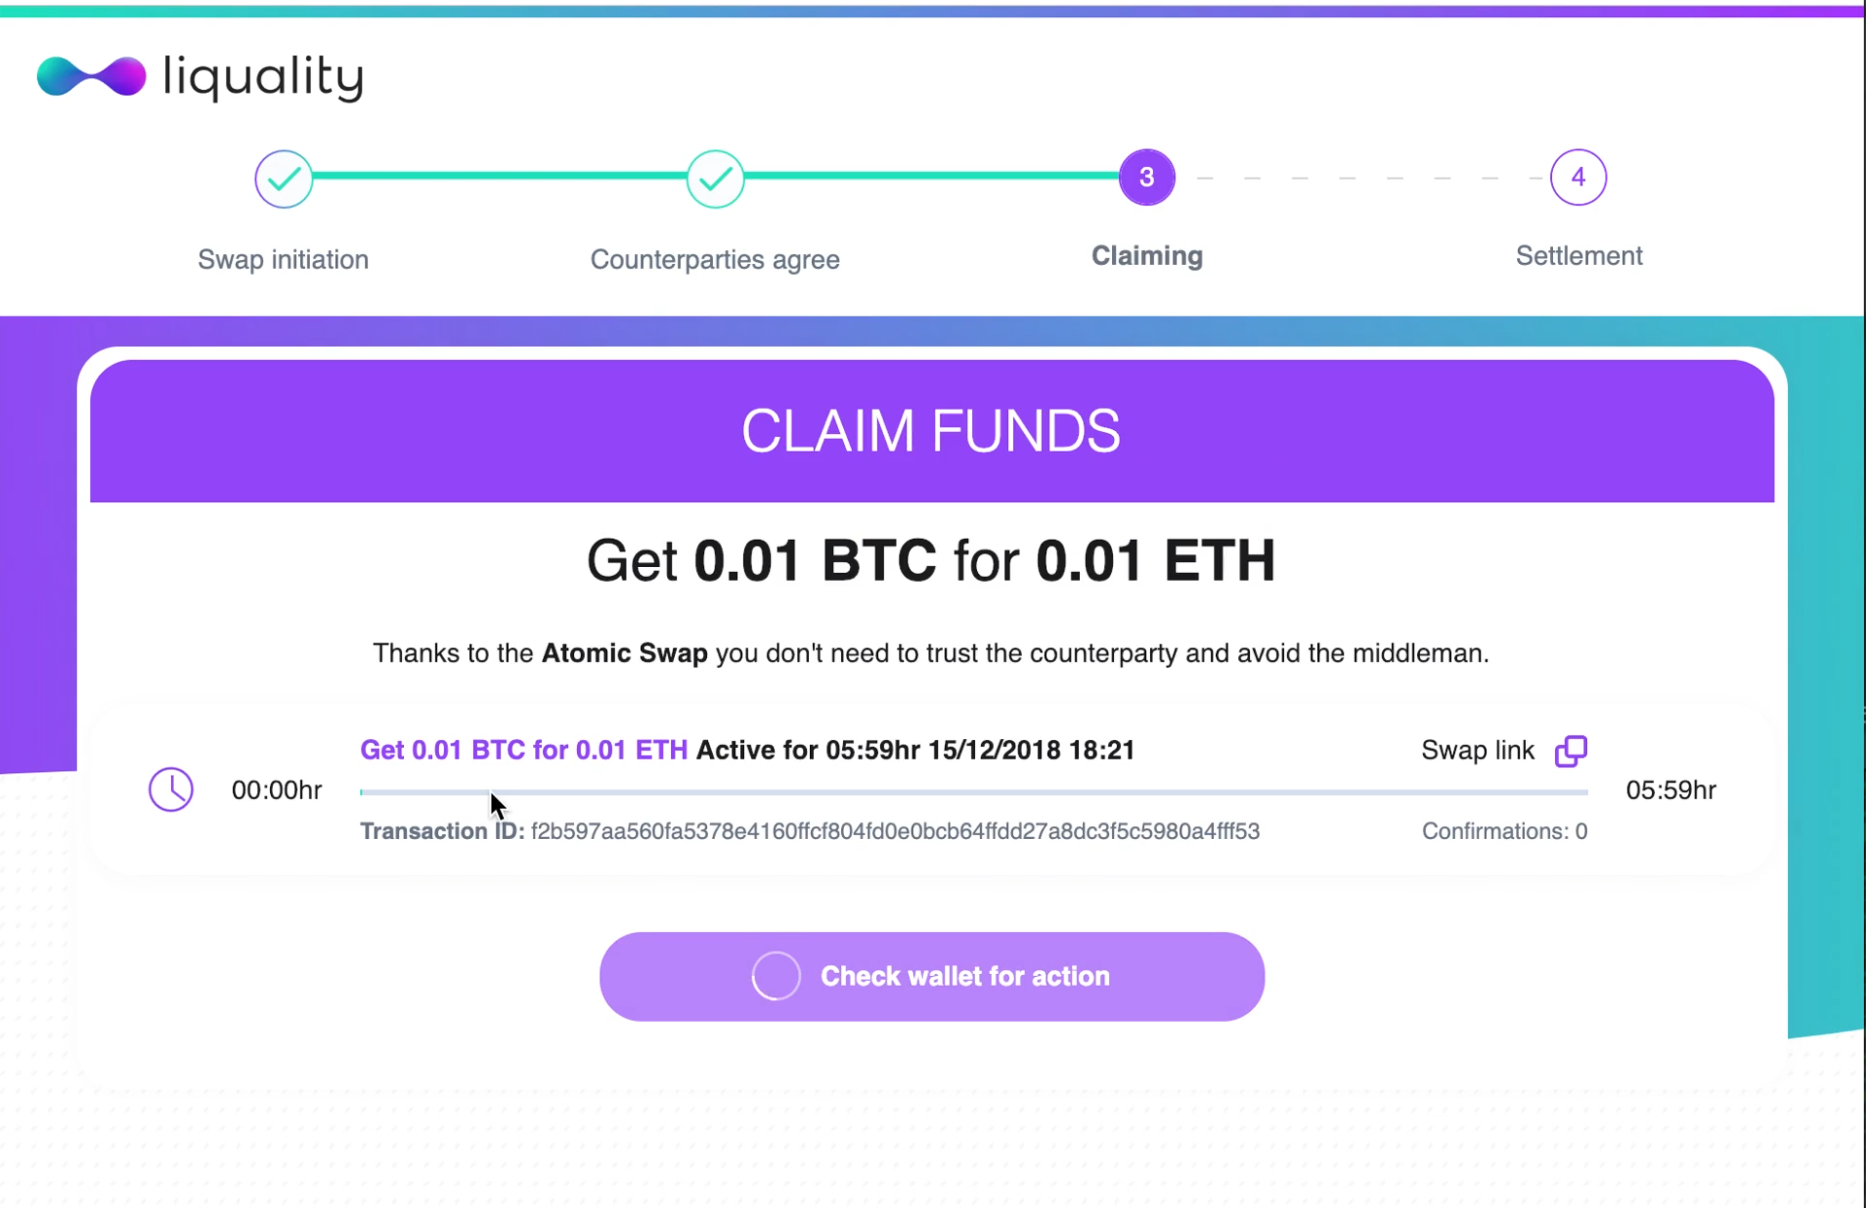 liquality
3
4
Swap initiation
Counterparties agree
Claiming
Settlement
CLAIM FUNDS
Get 0.01 BTC for 0.01 ETH
Thanks to the Atomic Swap you don't need to trust the counterparty and avoid the middleman.
Get 0.01 BTC for 0.01 ETH Active for 05:59hr 15/12/2018 18:21
Swap link
00:00hr
05:59hr
Transaction ID: f2b597aa560fa5378e4160ffcf804fd0e0bcb64ffdd27a8dc3f5c5980a4fff53
Confirmations: 0
Check wallet for action